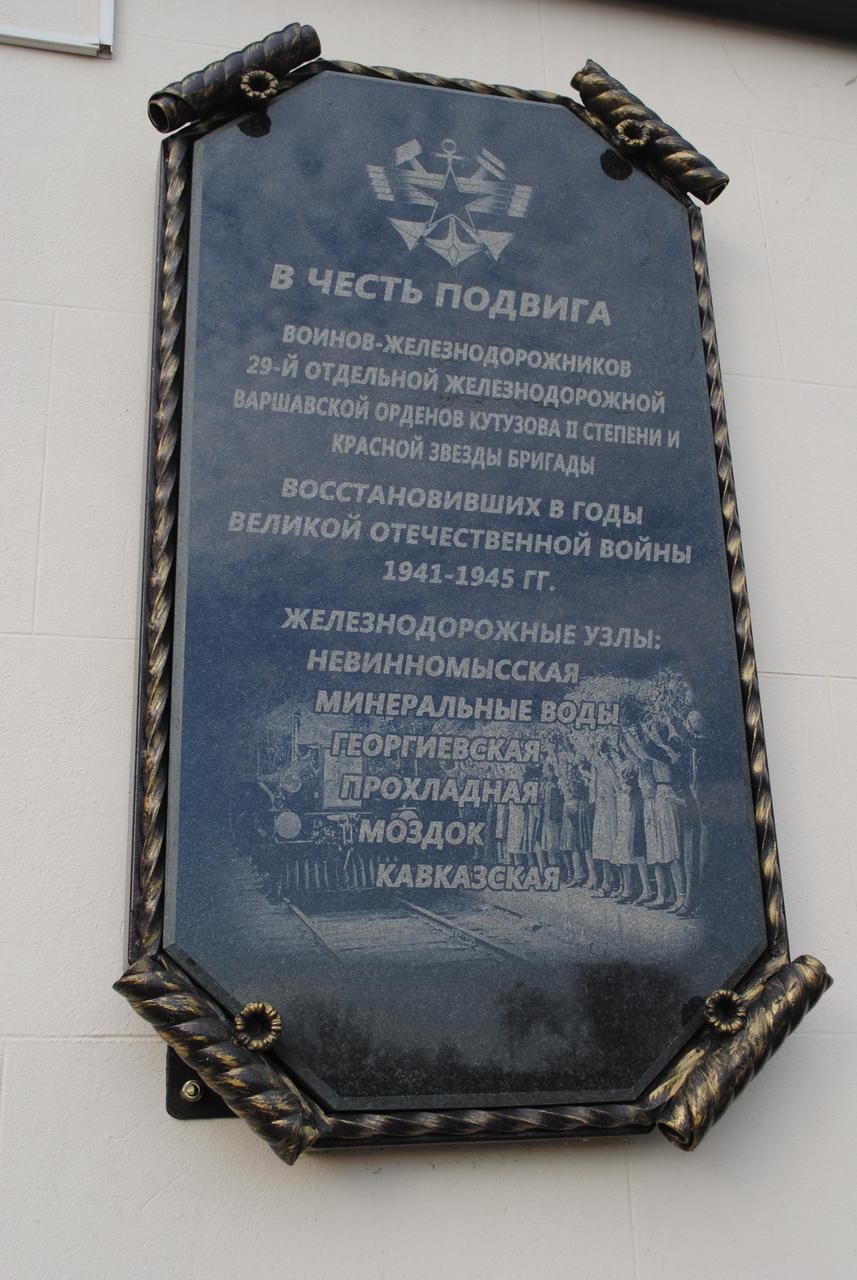 В ЧЕСТЬ ПОДВИГА
ВОИНОВ-ЖЕЛЕЗНОДОРОЖНИКОВ
29-Й ОТДЕЛЬНОЙ ЖЕЛЕЗНОДОРОЖНОЙ
ВАРШАВСКОЙ ОРДЕНОВ КУТУЗОВА II СТЕПЕНИ И
КРАСНОЙ ЗВЕЗДЫ БРИГАДЫ
ВОССТАНОВИВШИХ В ГОДЫ
ВЕЛИКОЙ ОТЕЧЕСТВЕННОЙ ВОЙНЫ
1941-1945 ГГ.
ЖЕЛЕЗНОДОРОЖНЫЕ УЗЛЫ:
НЕВИННОМЫССКАЯ
МИНЕРАЛЬНЫЕ ВОДЫ
ГЕОРГИЕВСКАЯ
ПРОХЛАДНАЯ
МОЗДОК
КАВКАЗСКАЯ